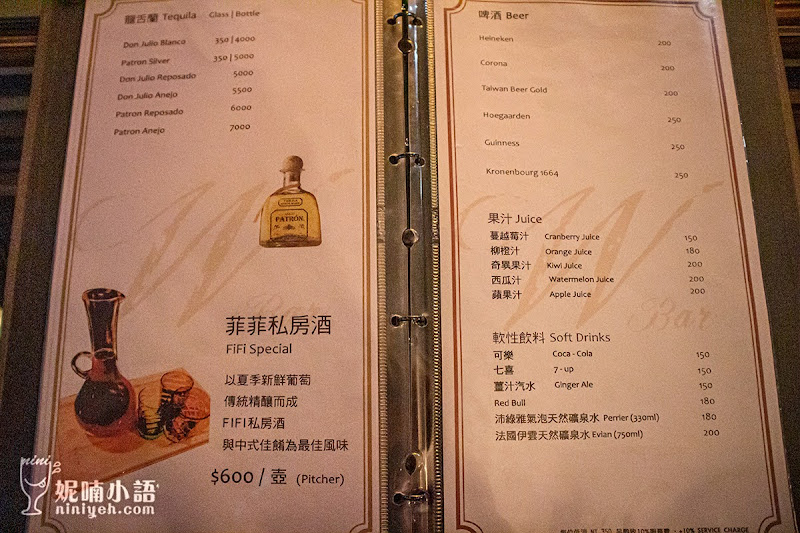 龍舌蘭 Tequila Glass | Bottle
Don Julio Blanco 350 | 4000
Patron Silver 350 | 5000
Don Julio Reposado 5000
Don Julio Anejo 5500
Patron Reposado 6000
Patron Anejo 7000
PATRÓN
菲菲私房酒
FiFi Special
以夏季新鮮葡萄
傳統精釀而成
FIFI私房酒
與中式佳餚為最佳風味
$600 / 壺 (Pitcher)
啤酒 Beer
Heineken 200
Corona 200
Taiwan Beer Gold 200
Hoegaarden 250
Guinness 250
Kronenbourg 1664 250
果汁 Juice
蔓越莓汁 Cranberry Juice 150
柳橙汁 Orange Juice 180
奇異果汁 Kiwi Juice 200
西瓜汁 Watermelon Juice 200
蘋果汁 Apple Juice 200
軟性飲料 Soft Drinks
可樂 Coca - Cola 150
七喜 7 - up 150
薑汁汽水 Ginger Ale 150
Red Bull 180
沛綠雅氣泡天然礦泉水 Perrier (330ml) 180
法國伊雲天然礦泉水 Evian (750ml) 200
Bar
+10% SERVICE CHARGE
nini
妮喃小語
niniyeh.com